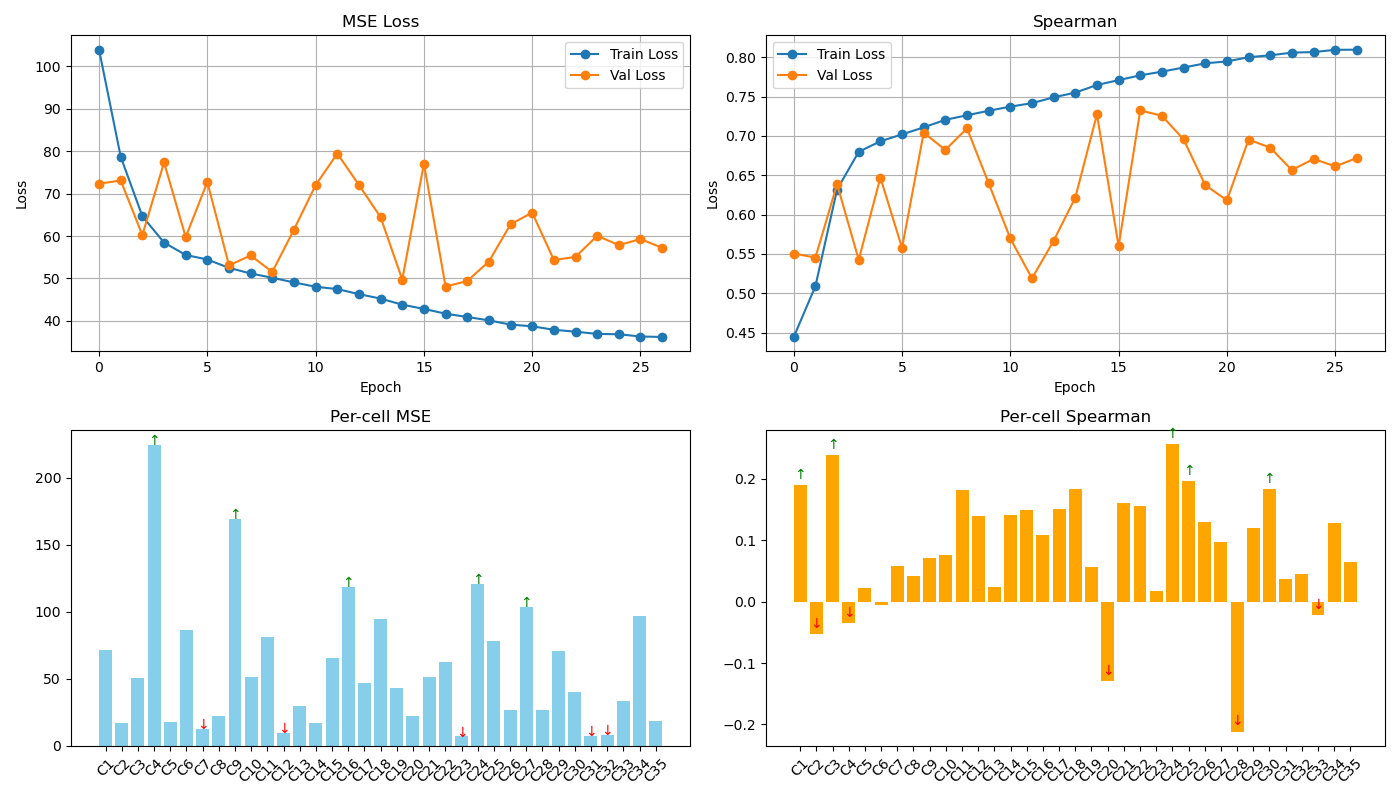 MSE Loss
Train Loss
Val Loss
Loss
100
90
80
70
60
50
40
0 5 10 15 20 25
Epoch
Spearman
Train Loss
Val Loss
Loss
0.80
0.75
0.70
0.65
0.60
0.55
0.50
0.45
0 5 10 15 20 25
Epoch
Per-cell MSE
↑ ↑ ↑ ↑ ↑
↓ ↓ ↓ ↓ ↓
200
150
100
50
0
C1 C2 C3 C4 C5 C6 C7 C8 C9 C10 C11 C12 C13 C14 C15 C16 C17 C18 C19 C20 C21 C22 C23 C24 C25 C26 C27 C28 C29 C30 C31 C32 C33 C34 C35
Per-cell Spearman
↑ ↑ ↑ ↑ ↑
↓ ↓ ↓ ↓ ↓
0.2
0.1
0.0
−0.1
−0.2
C1 C2 C3 C4 C5 C6 C7 C8 C9 C10 C11 C12 C13 C14 C15 C16 C17 C18 C19 C20 C21 C22 C23 C24 C25 C26 C27 C28 C29 C30 C31 C32 C33 C34 C35